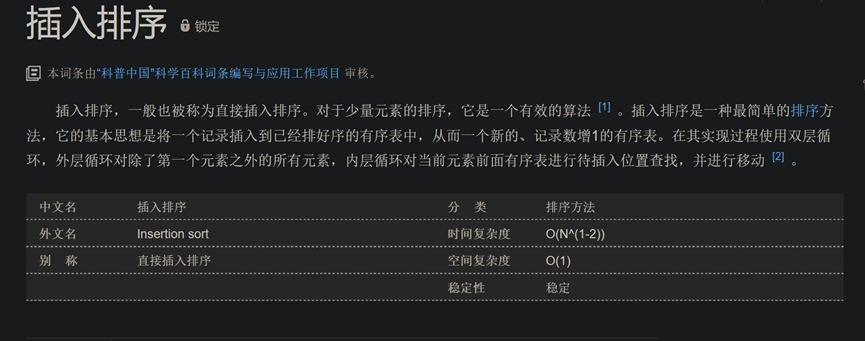 插入排序 锁定
本词条由“科普中国”科学百科词条编写与应用工作项目 审核。
插入排序，一般也被称为直接插入排序。对于少量元素的排序，它是一个有效的算法 [1] 。插入排序是一种最简单的排序方
法，它的基本思想是将一个记录插入到已经排好序的有序表中，从而一个新的、记录数增1的有序表。在其实现过程使用双层循
环，外层循环对除了第一个元素之外的所有元素，内层循环对当前元素前面有序表进行待插入位置查找，并进行移动 [2] 。
中文名 插入排序 分 类 排序方法
外文名 Insertion sort 时间复杂度 O(N^(1-2))
别 称 直接插入排序 空间复杂度 O(1)
稳定性 稳定